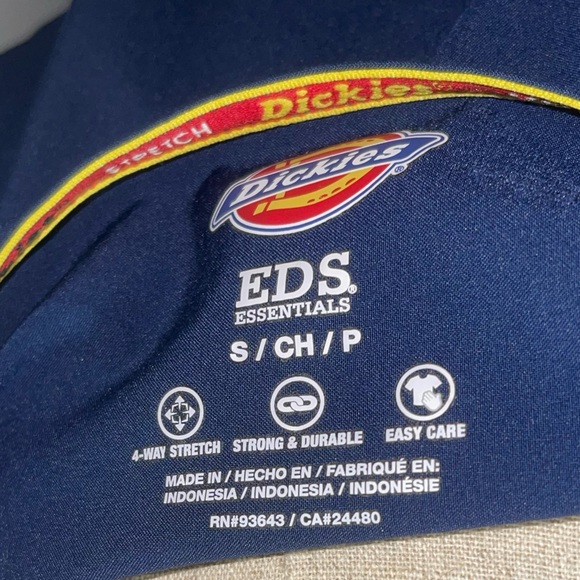 STRETCH Dickies
Dickies®
EDS®
ESSENTIALS
S / CH / P
4-WAY STRETCH STRONG & DURABLE EASY CARE
MADE IN / HECHO EN / FABRIQUÉ EN:
INDONESIA / INDONESIA / INDONÉSIE
RN#93643 / CA#24480